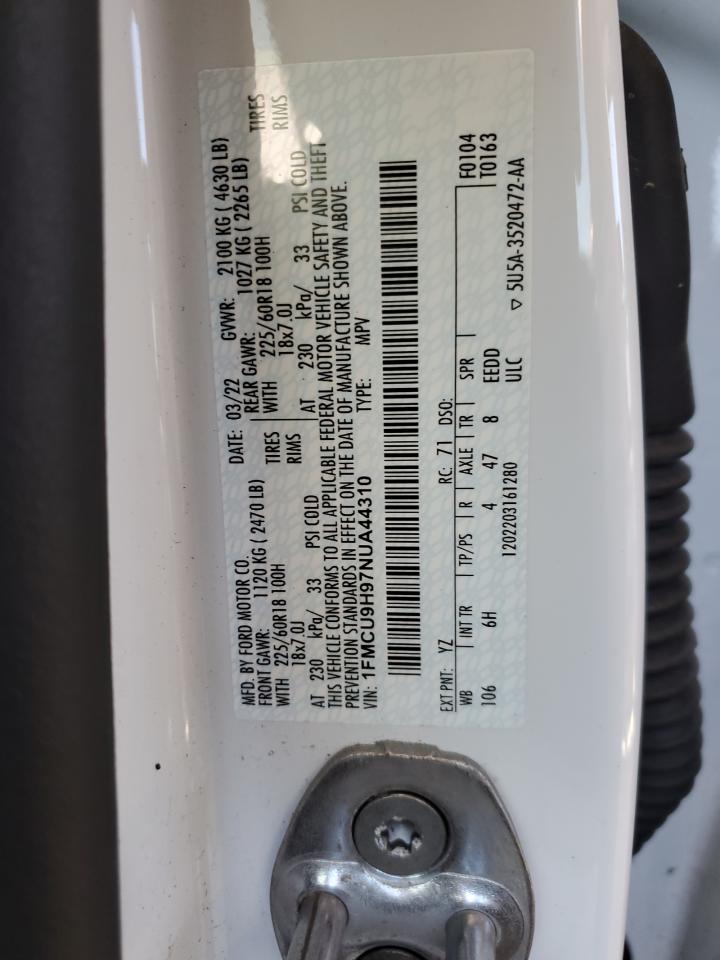 MFD. BY FORD MOTOR CO.
DATE: 03/22 GVWR: 2100 KG ( 4630 LB)
FRONT GAWR: 1120 KG ( 2470 LB) REAR GAWR: 1027 KG ( 2265 LB)
WITH 225/60R18 100H TIRES WITH 225/60R18 100H TIRES
18x7.0J RIMS 18x7.0J RIMS
AT 230 kPa/ 33 PSI COLD AT 230 kPa/ 33 PSI COLD
THIS VEHICLE CONFORMS TO ALL APPLICABLE FEDERAL MOTOR VEHICLE SAFETY AND THEFT
PREVENTION STANDARDS IN EFFECT ON THE DATE OF MANUFACTURE SHOWN ABOVE.
VIN: 1FMCU9H97NUA44310 TYPE: MPV
EXT PNT: YZ RC: 71 DSO: F0104
T0163
WB INT TR TP/PS R AXLE TR SPR
106 6H 4 47 8 EEDD
1202203161280 ULC ▽ 5U5A-3520472-AA